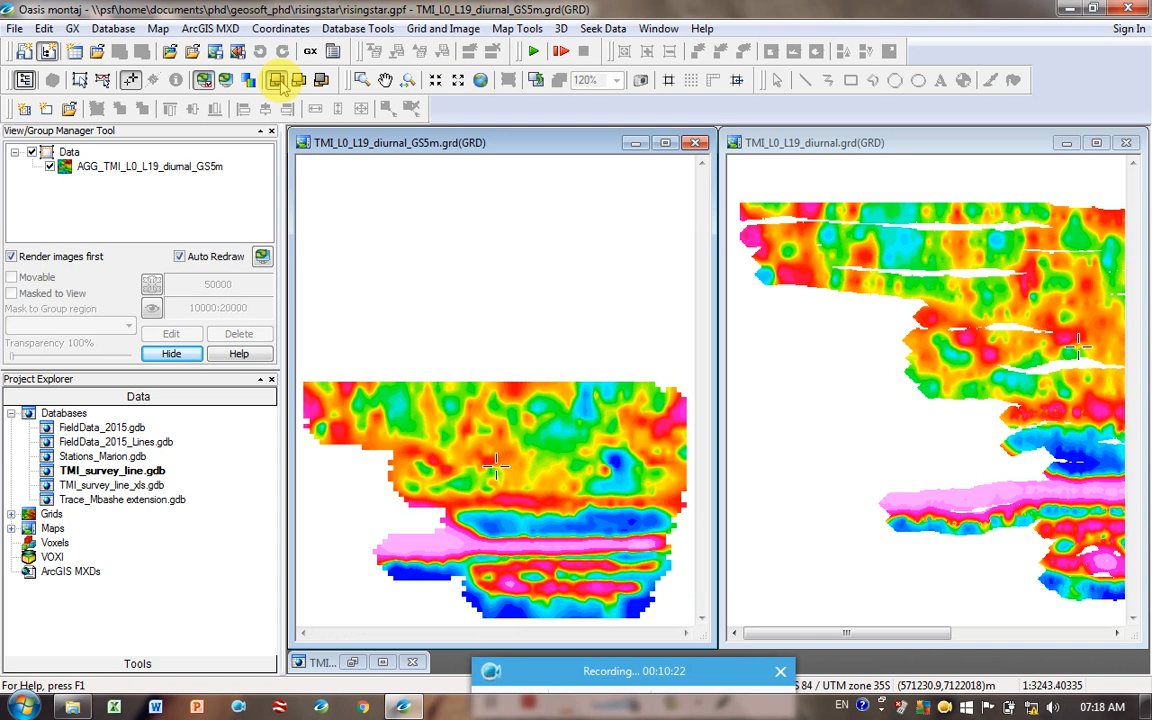 Oasis montaj - \\psf\home\documents\phd\geosoft_phd\risingstar\risingstar.gpf - TMI_L0_L19_diurnal_GS5m.grd(GRD)
File Edit GX Database Map ArcGIS MXD Coordinates Database Tools Grid and Image Map Tools 3D Seek Data Window Help Sign In
GX
120%
View/Group Manager Tool
Data
AGG_TMI_L0_L19_diurnal_GS5m
Render images first Auto Redraw
Movable
50000
Masked to View
Mask to Group region
10000:20000
Transparency 100%
Edit Delete
Hide Help
Project Explorer
Data
Databases
FieldData_2015.gdb
FieldData_2015_Lines.gdb
Stations_Marion.gdb
TMI_survey_line.gdb
TMI_survey_line_xls.gdb
Trace_Mbashe extension.gdb
Grids
Maps
Voxels
VOXI
ArcGIS MXDs
Tools
TMI_L0_L19_diurnal_GS5m.grd(GRD)
TMI_L0_L19_diurnal.grd(GRD)
TMI...
Recording... 00:10:22
For Help, press F1
S 84 / UTM zone 35S (571230.9,7122018)m 1:3243.40335
EN 07:18 AM